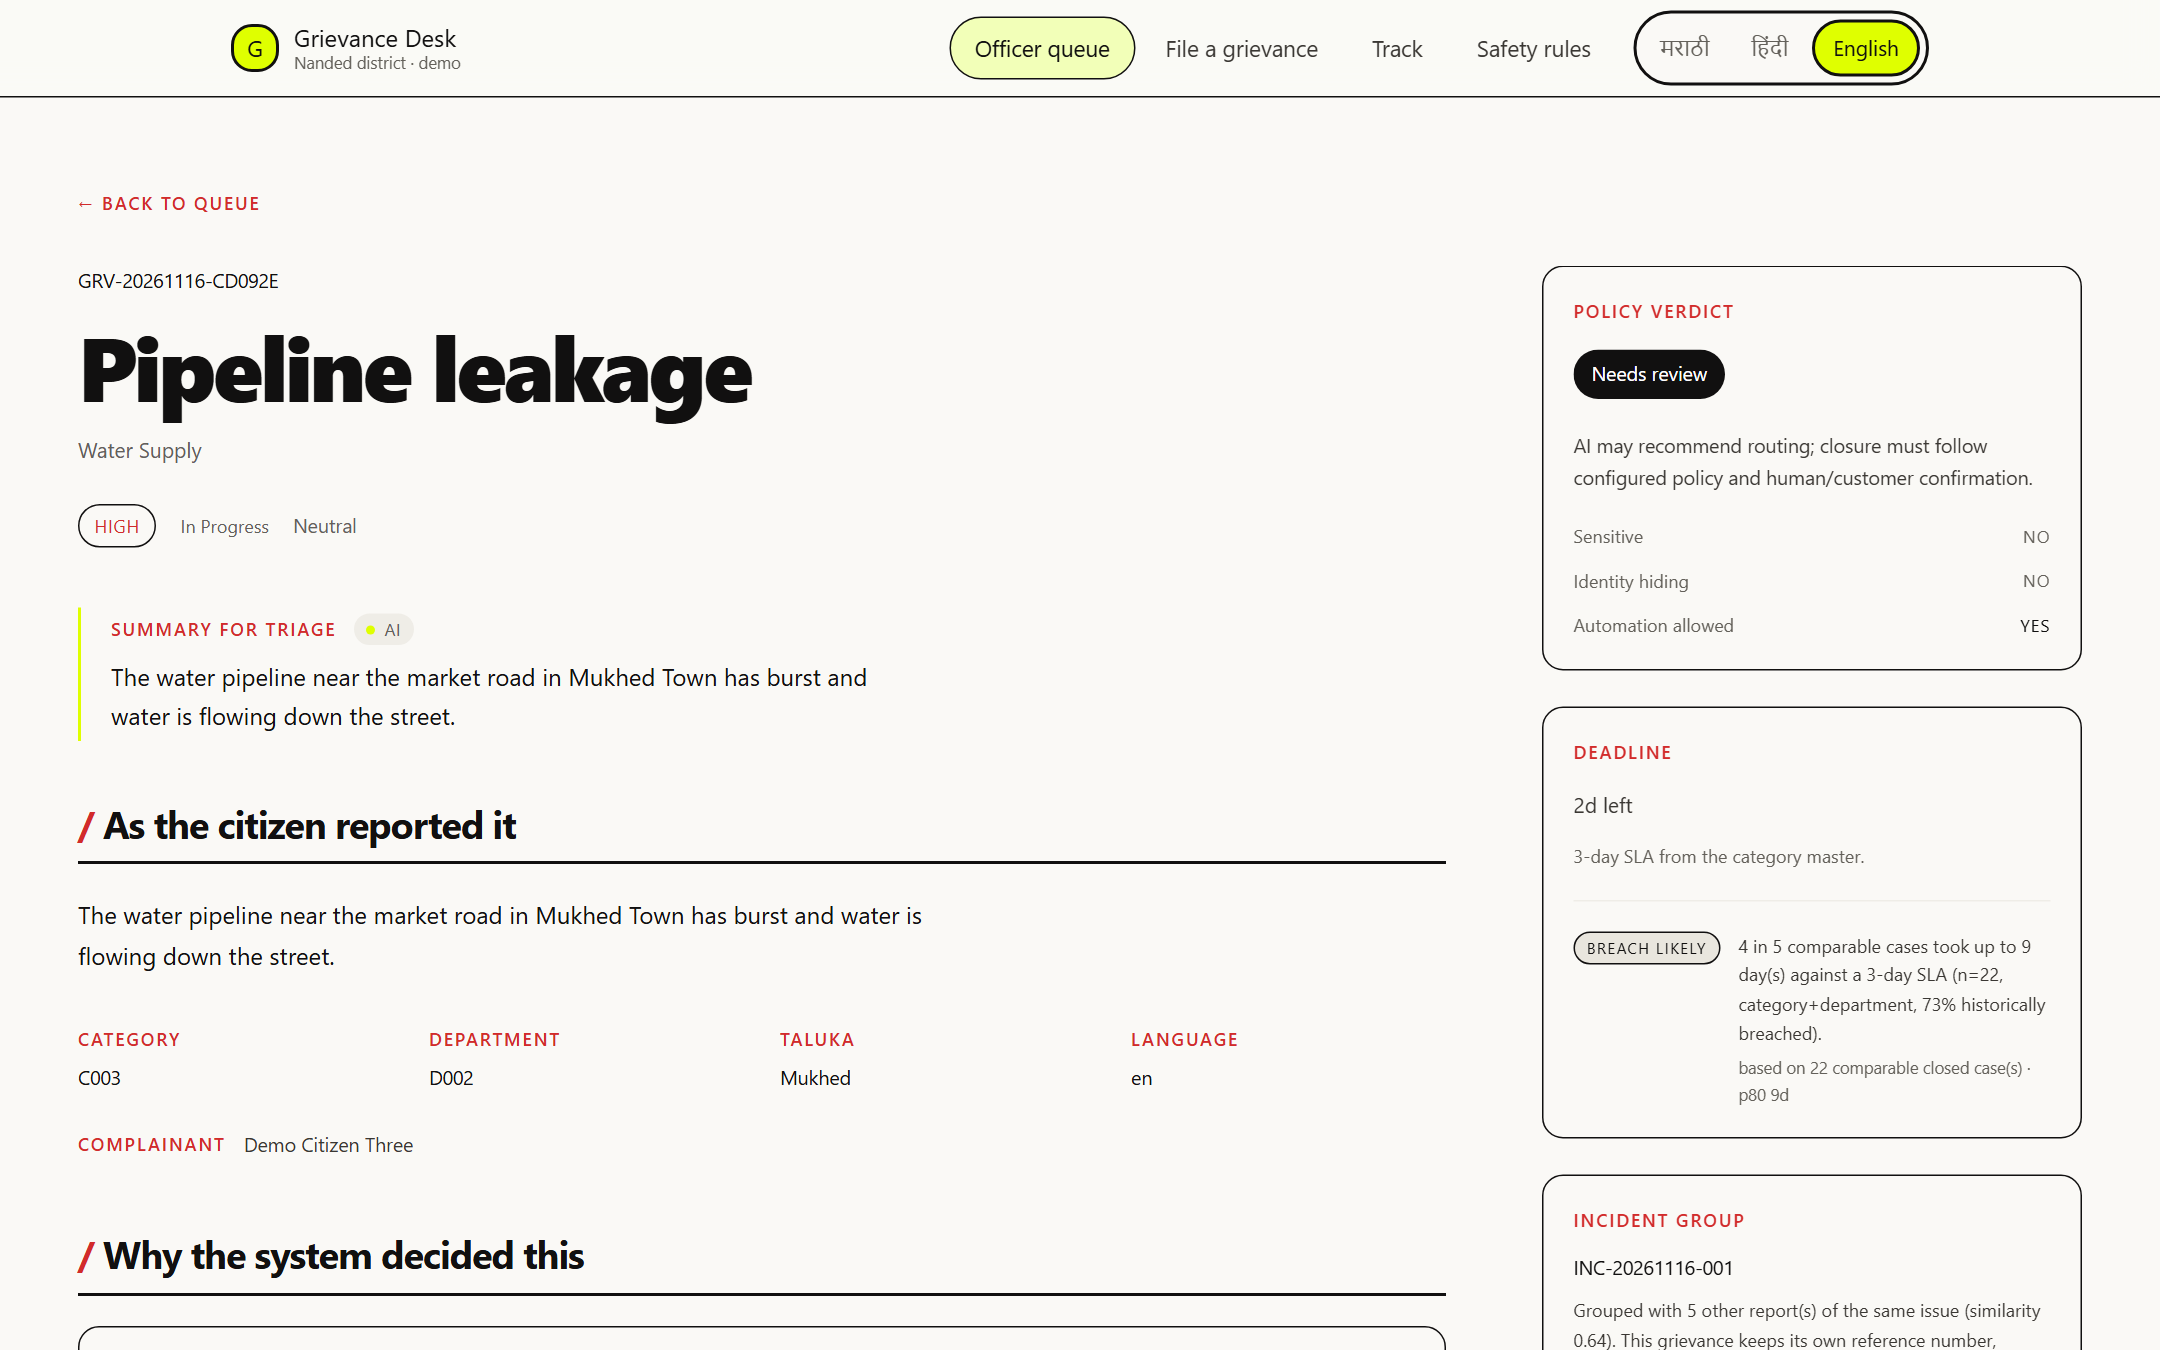 G
Grievance Desk
Nanded district · demo
Officer queue
File a grievance
Track
Safety rules
मराठी
हिंदी
English
← BACK TO QUEUE
GRV-20261116-CD092E
Pipeline leakage
Water Supply
HIGH
In Progress
Neutral
SUMMARY FOR TRIAGE
AI
The water pipeline near the market road in Mukhed Town has burst and
water is flowing down the street.
/ As the citizen reported it
The water pipeline near the market road in Mukhed Town has burst and water is
flowing down the street.
CATEGORY
C003
DEPARTMENT
D002
TALUKA
Mukhed
LANGUAGE
en
COMPLAINANT
Demo Citizen Three
/ Why the system decided this
POLICY VERDICT
Needs review
AI may recommend routing; closure must follow
configured policy and human/customer confirmation.
Sensitive
NO
Identity hiding
NO
Automation allowed
YES
DEADLINE
2d left
3-day SLA from the category master.
BREACH LIKELY
4 in 5 comparable cases took up to 9
day(s) against a 3-day SLA (n=22,
category+department, 73% historically
breached).
based on 22 comparable closed case(s) ·
p80 9d
INCIDENT GROUP
INC-20261116-001
Grouped with 5 other report(s) of the same issue (similarity
0.64). This grievance keeps its own reference number,